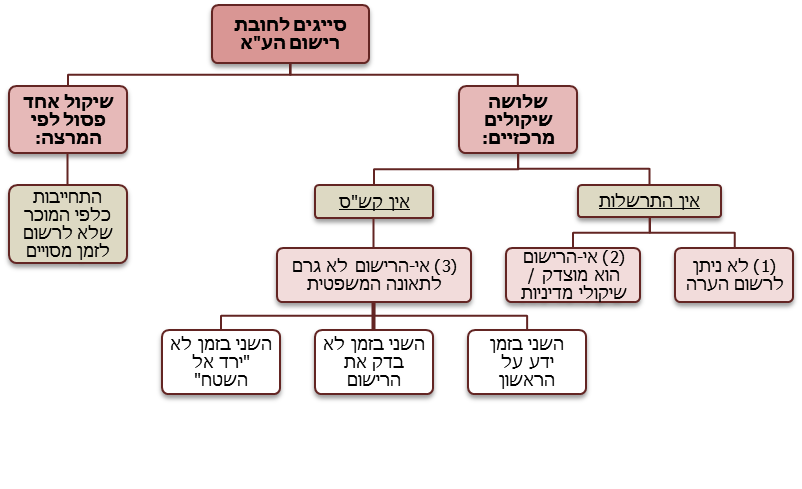 סייגים לחובת
רישום הע"א
שלושה
שיקולים
מרכזיים:
שיקול אחד
פסול לפי
המרצה:
אין התרשלות
אין קש"ס
התחייבות
כלפי המוכר
שלא לרשום
לזמן מסויים
(1) לא ניתן
לרשום הערה
(2) אי-הרישום
הוא מוצדק /
שיקולי מדיניות
(3) אי-הרישום לא גרם
לתאונה המשפטית
השני בזמן
ידע על
הראשון
השני בזמן לא
בדק את
הרישום
השני בזמן לא
"ירד אל
השטח"